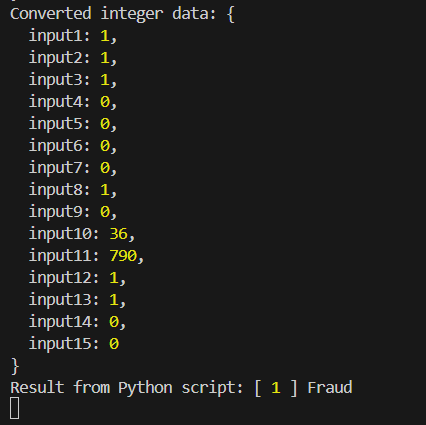 Converted integer data: {
  input1: 1,
  input2: 1,
  input3: 1,
  input4: 0,
  input5: 0,
  input6: 0,
  input7: 0,
  input8: 1,
  input9: 0,
  input10: 36,
  input11: 790,
  input12: 1,
  input13: 1,
  input14: 0,
  input15: 0
}
Result from Python script: [ 1 ] Fraud